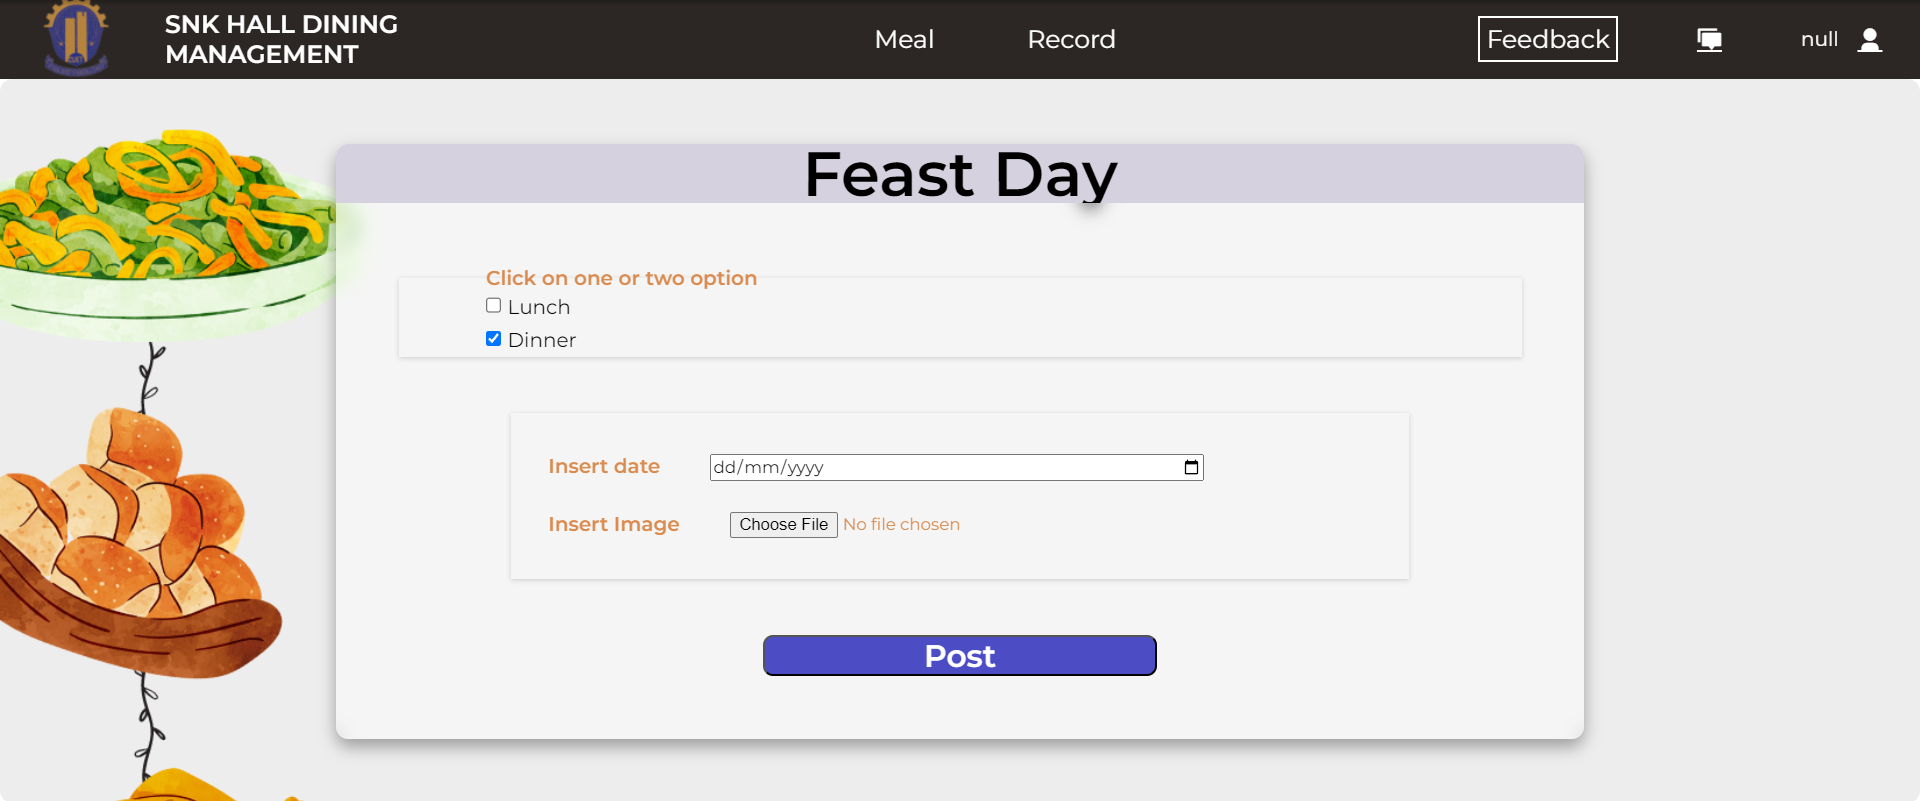 SNK HALL DINING
MANAGEMENT
Meal
Record
Feedback
null
Feast Day
Click on one or two option
Lunch
Dinner
Insert date
dd/mm/yyyy
Insert Image
Choose File No file chosen
Post